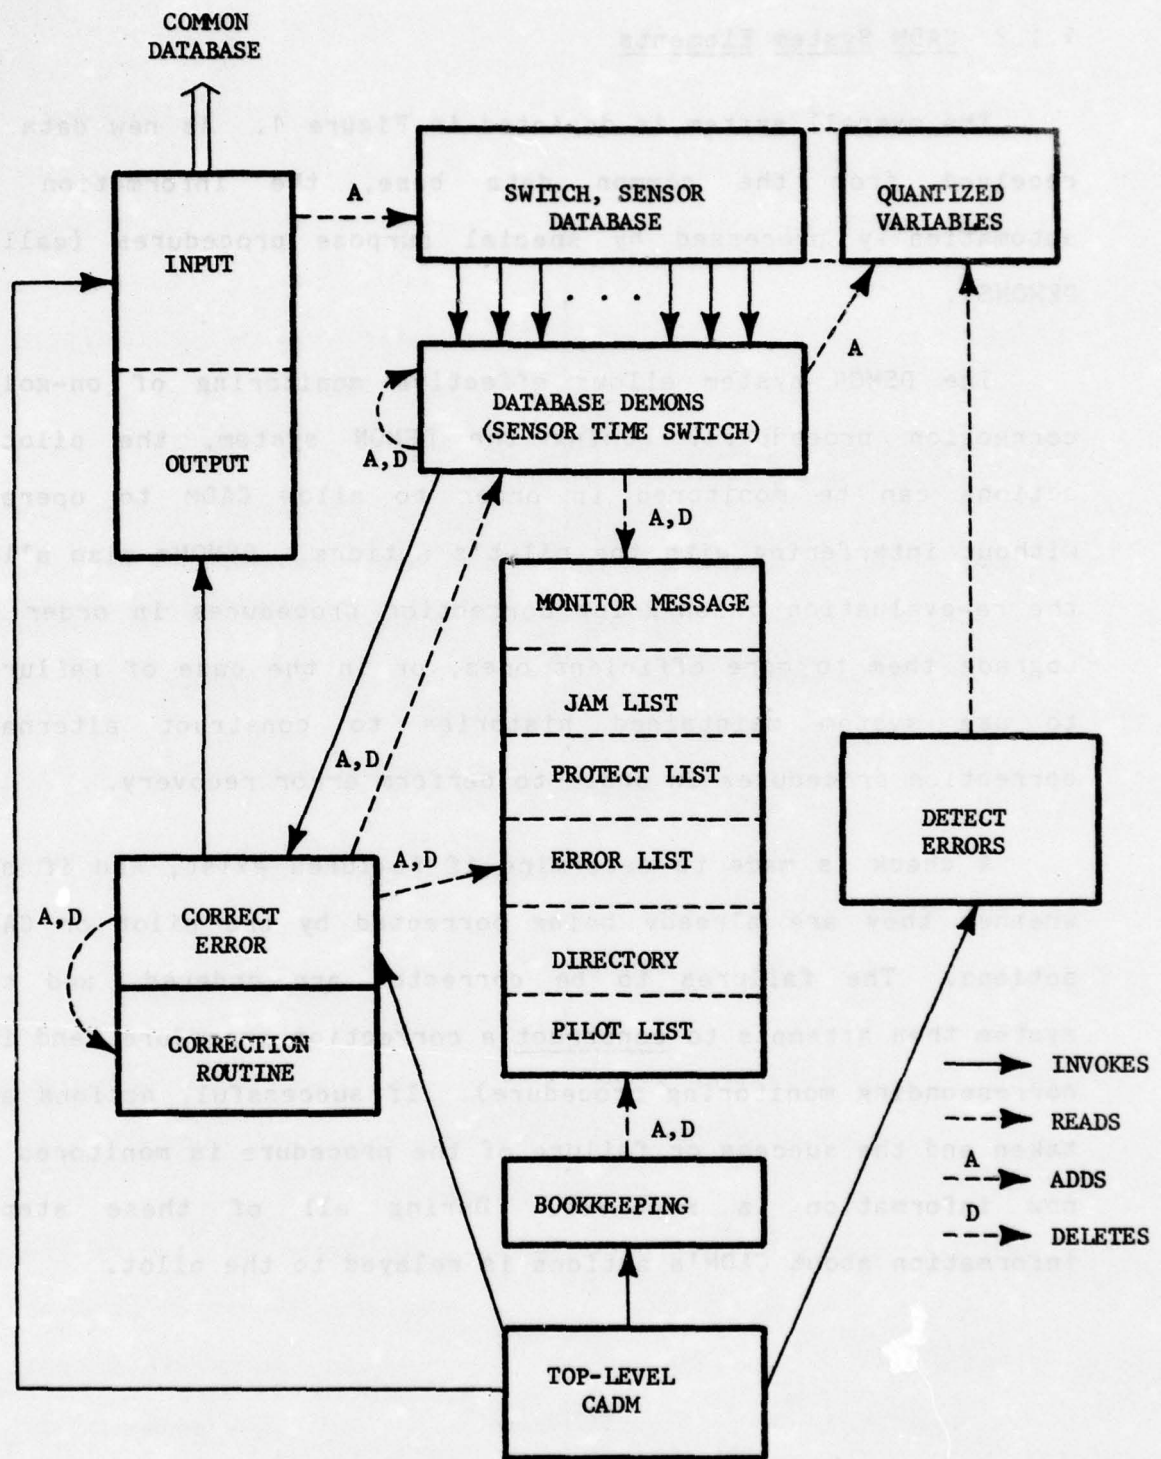 COMMON
DATABASE
INPUT
OUTPUT
A
SWITCH, SENSOR
DATABASE
QUANTIZED
VARIABLES
. . .
A
DATABASE DEMONS
(SENSOR TIME SWITCH)
A,D
A,D
MONITOR MESSAGE
JAM LIST
PROTECT LIST
ERROR LIST
DIRECTORY
PILOT LIST
A,D
A,D
DETECT
ERRORS
A,D
CORRECT
ERROR
CORRECTION
ROUTINE
A,D
BOOKKEEPING
TOP-LEVEL
CADM
INVOKES
READS
A
ADDS
D
DELETES